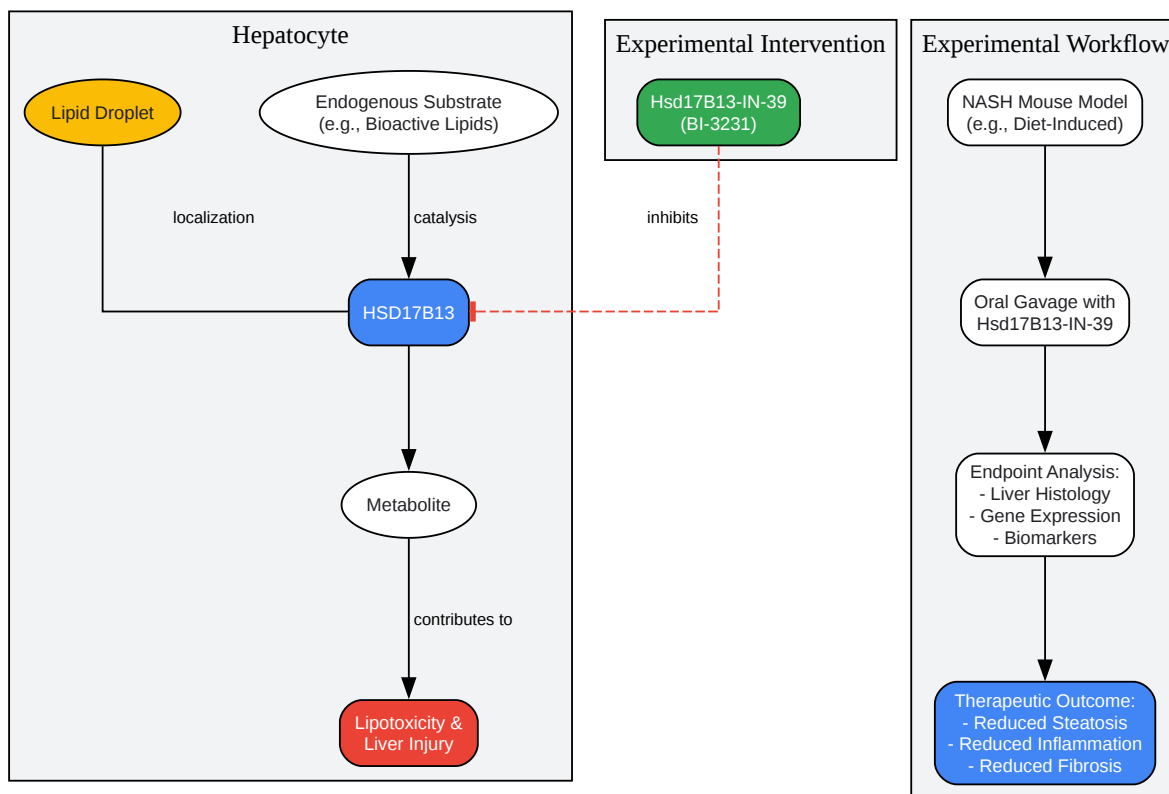 Hepatocyte
Lipid Droplet
Endogenous Substrate
(e.g., Bioactive Lipids)
localization
catalysis
HSD17B13
Metabolite
contributes to
Lipotoxicity &
Liver Injury
Experimental Intervention
Hsd17B13-IN-39
(BI-3231)
inhibits
Experimental Workflow
NASH Mouse Model
(e.g., Diet-Induced)
Oral Gavage with
Hsd17B13-IN-39
Endpoint Analysis:
- Liver Histology
- Gene Expression
- Biomarkers
Therapeutic Outcome:
- Reduced Steatosis
- Reduced Inflammation
- Reduced Fibrosis